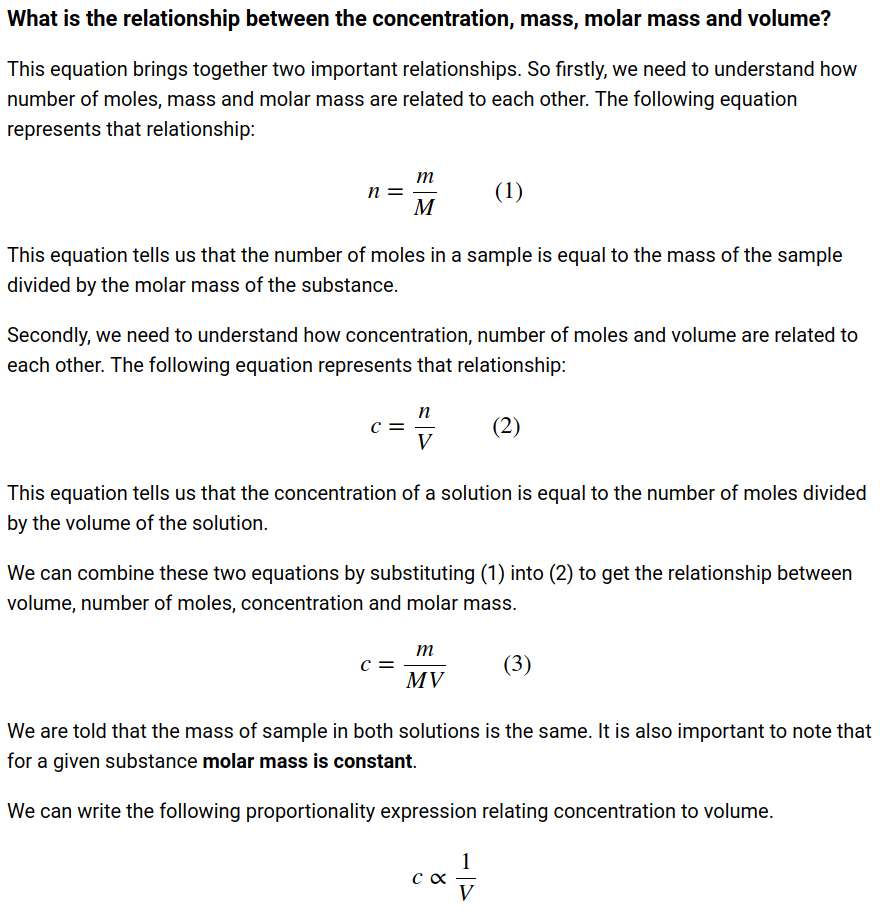 What is the relationship between the concentration, mass, molar mass and volume?
This equation brings together two important relationships. So firstly, we need to understand how
number of moles, mass and molar mass are related to each other. The following equation
represents that relationship:
n = m/M (1)
This equation tells us that the number of moles in a sample is equal to the mass of the sample
divided by the molar mass of the substance.
Secondly, we need to understand how concentration, number of moles and volume are related to
each other. The following equation represents that relationship:
c = n/V (2)
This equation tells us that the concentration of a solution is equal to the number of moles divided
by the volume of the solution.
We can combine these two equations by substituting (1) into (2) to get the relationship between
volume, number of moles, concentration and molar mass.
c = m/MV (3)
We are told that the mass of sample in both solutions is the same. It is also important to note that
for a given substance molar mass is constant.
We can write the following proportionality expression relating concentration to volume.
c ∝ 1/V